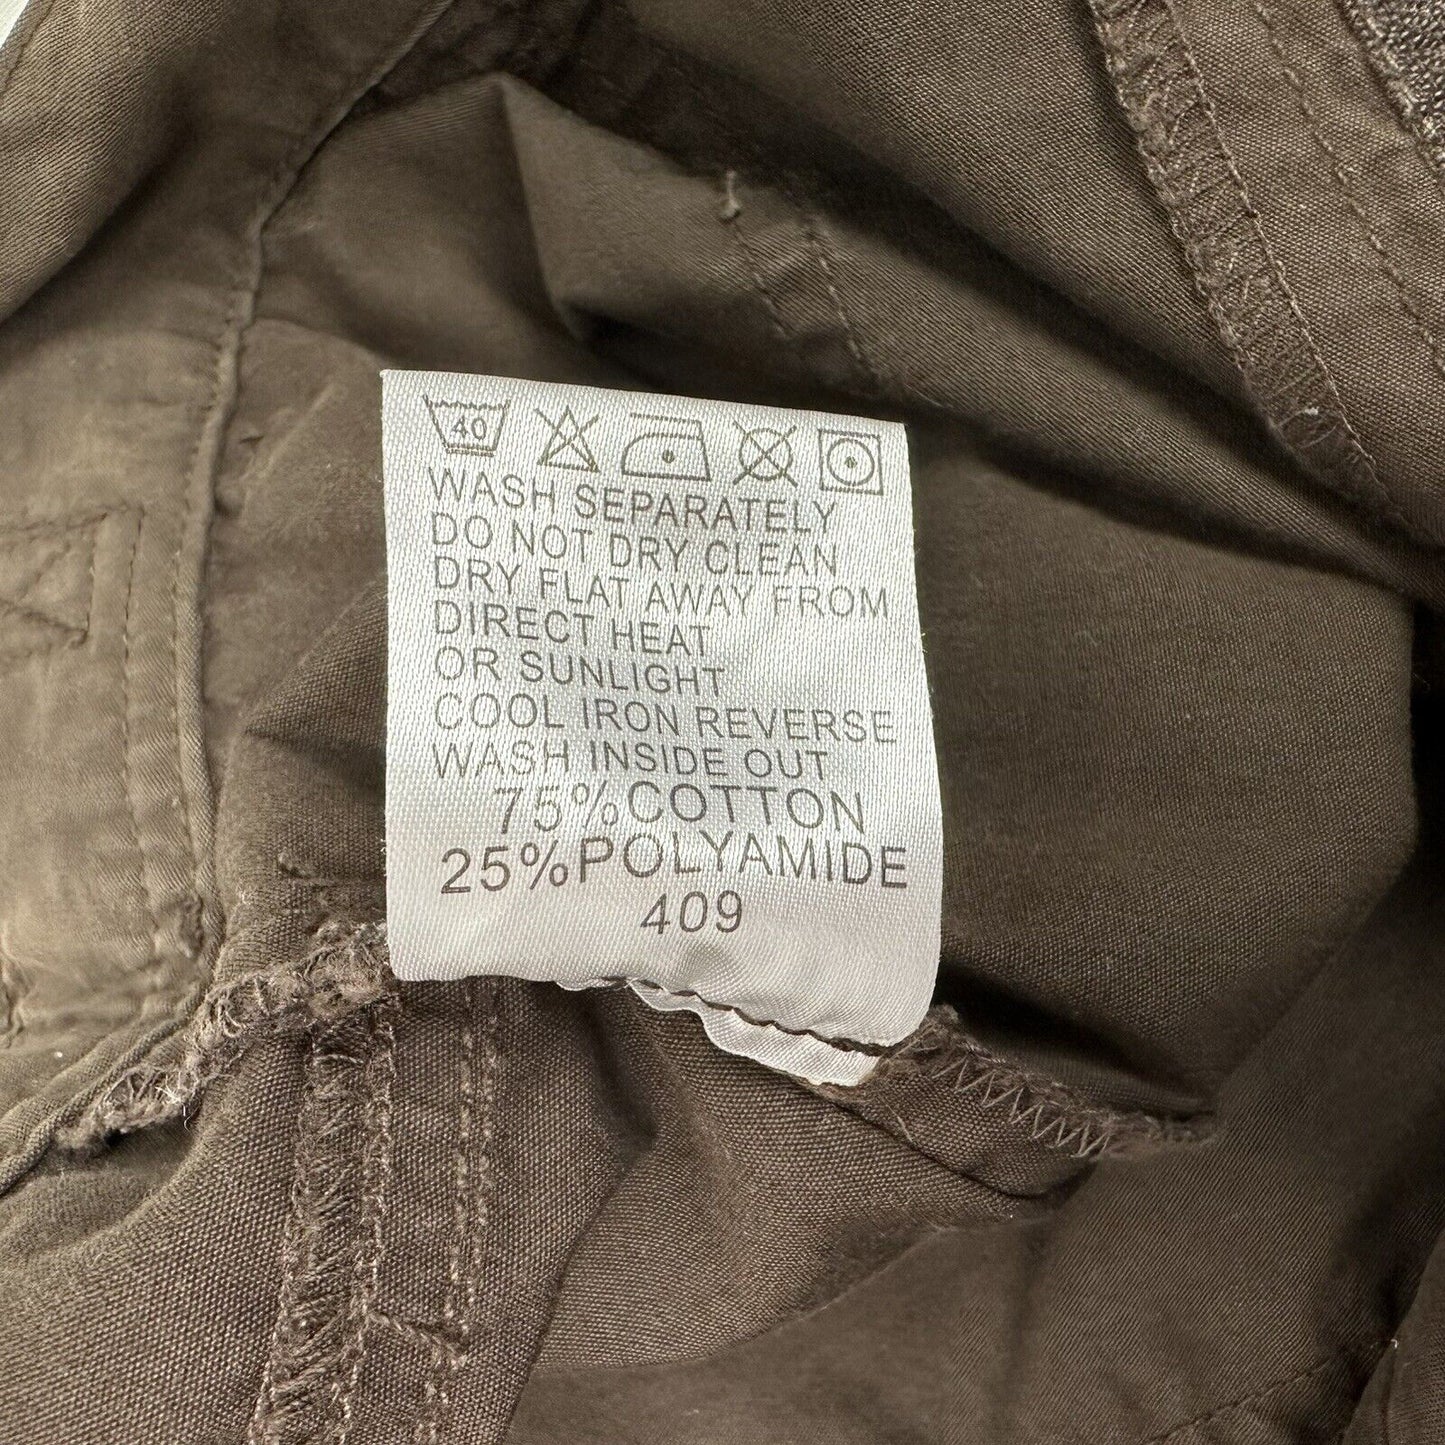 40
WASH SEPARATELY
DO NOT DRY CLEAN
DRY FLAT AWAY FROM
DIRECT HEAT
OR SUNLIGHT
COOL IRON REVERSE
WASH INSIDE OUT
75%COTTON
25%POLYAMIDE
409